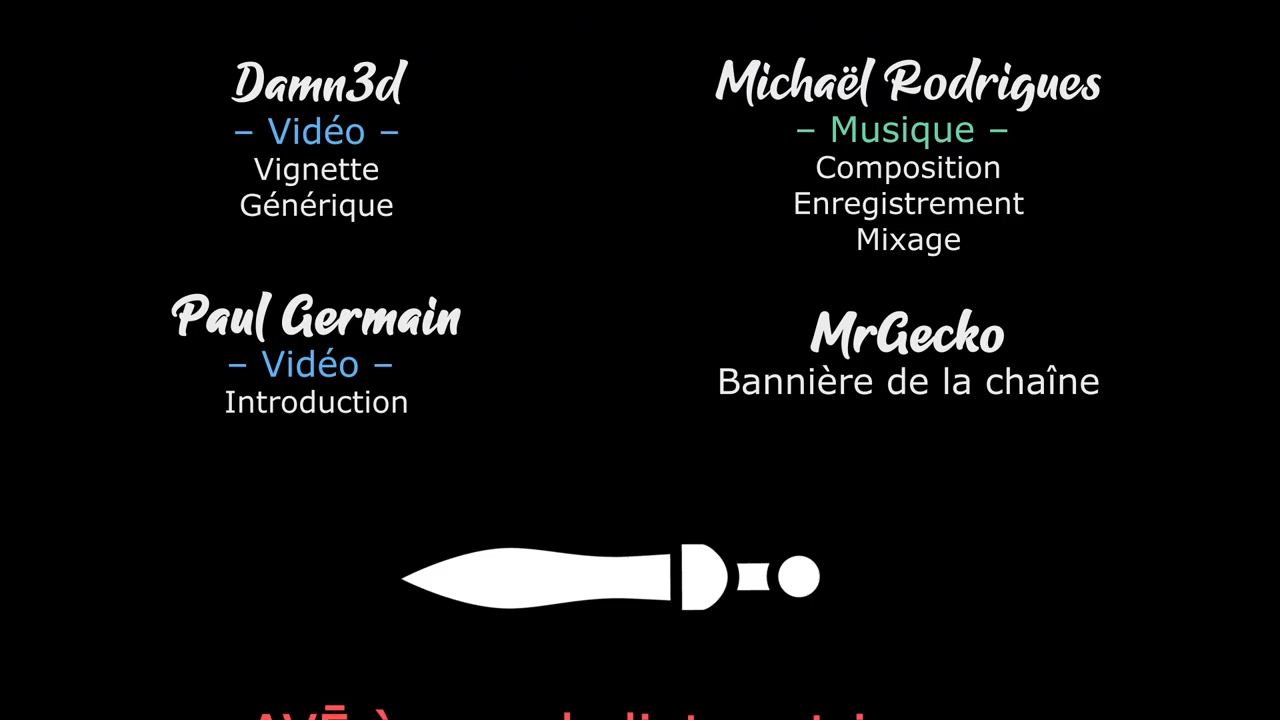 Damn3d
– Vidéo –
Vignette
Générique
Paul Germain
– Vidéo –
Introduction
Michaël Rodrigues
– Musique –
Composition
Enregistrement
Mixage
MrGecko
Bannière de la chaîne
AVĒ à